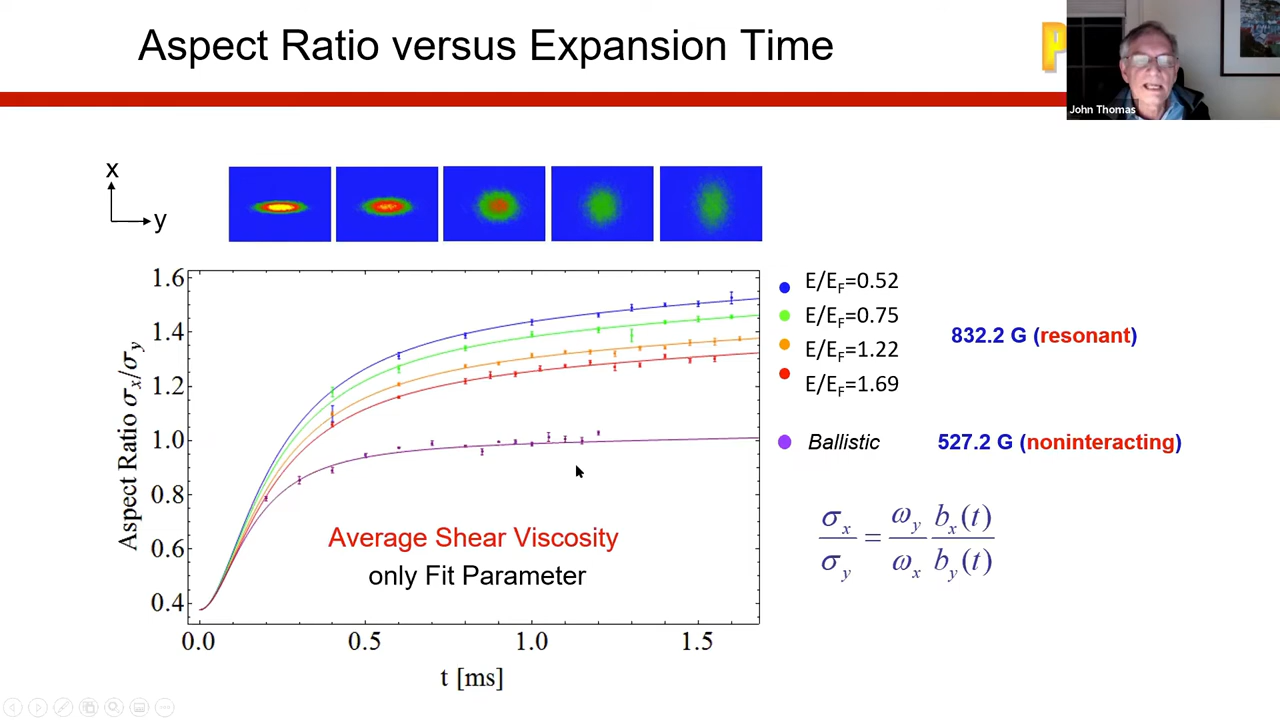 Aspect Ratio versus Expansion Time
P
John Thomas
x
y
1.6
1.4
1.2
1.0
0.8
0.6
0.4
Aspect Ratio σx/σy
0.0
0.5
1.0
1.5
t [ms]
Average Shear Viscosity
only Fit Parameter
E/EF=0.52
E/EF=0.75
E/EF=1.22
E/EF=1.69
832.2 G (resonant)
Ballistic
527.2 G (noninteracting)
σx/σy = ωy/ωx bx(t)/by(t)